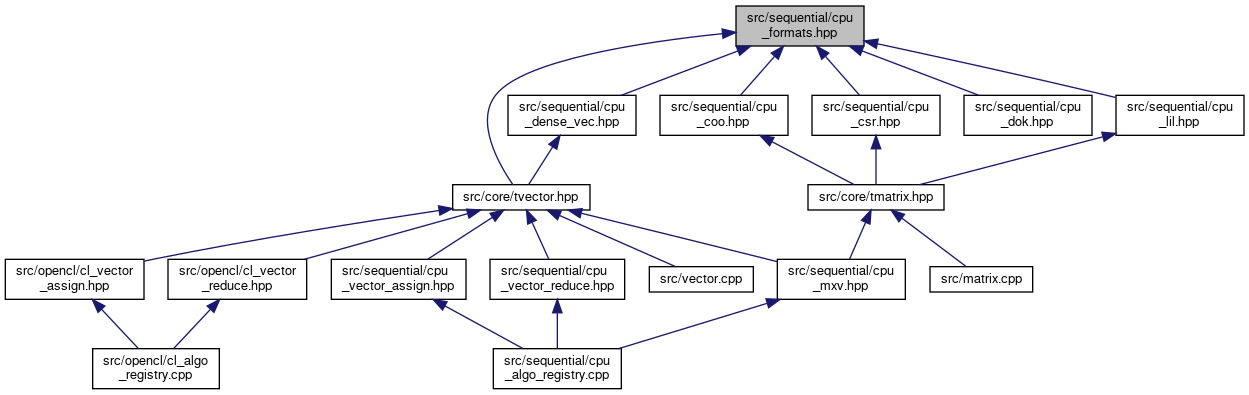 src/sequential/cpu
_formats.hpp
src/sequential/cpu
_dense_vec.hpp
src/sequential/cpu
_coo.hpp
src/sequential/cpu
_csr.hpp
src/sequential/cpu
_dok.hpp
src/sequential/cpu
_lil.hpp
src/core/tvector.hpp
src/core/tmatrix.hpp
src/opencl/cl_vector
_assign.hpp
src/opencl/cl_vector
_reduce.hpp
src/sequential/cpu
_vector_assign.hpp
src/sequential/cpu
_vector_reduce.hpp
src/vector.cpp
src/sequential/cpu
_mxv.hpp
src/matrix.cpp
src/opencl/cl_algo
_registry.cpp
src/sequential/cpu
_algo_registry.cpp